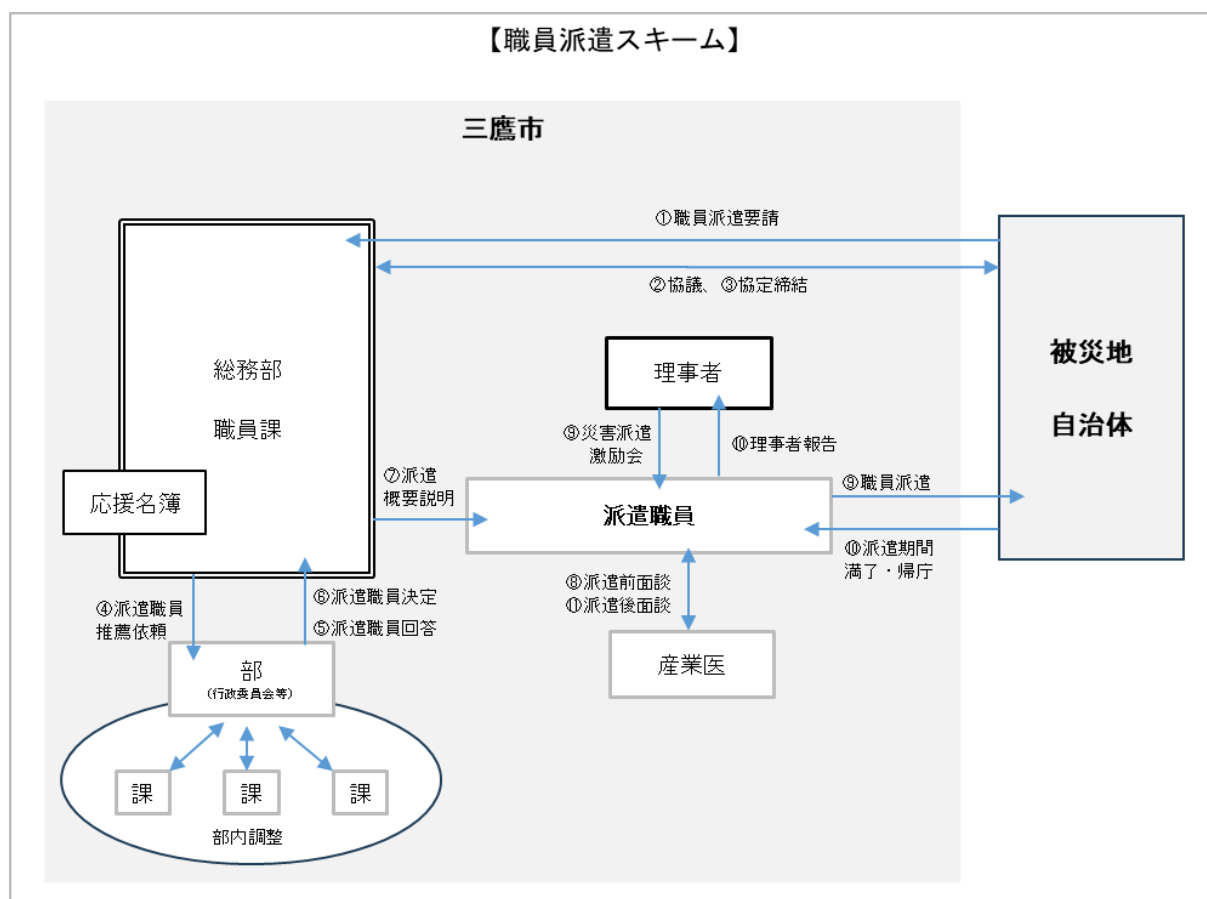 【職員派遣スキーム】
三鷹市
①職員派遣要請
②協議、③協定締結
総務部
職員課
応援名簿
理事者
被災地
自治体
⑨災害派遣
激励会
⑩理事者報告
⑦派遣
概要説明
派遣職員
⑨職員派遣
⑩派遣期間
満了・帰庁
④派遣職員
推薦依頼
⑥派遣職員決定
⑤派遣職員回答
⑧派遣前面談
⑪派遣後面談
産業医
部
(行政委員会等)
課
課
課
部内調整